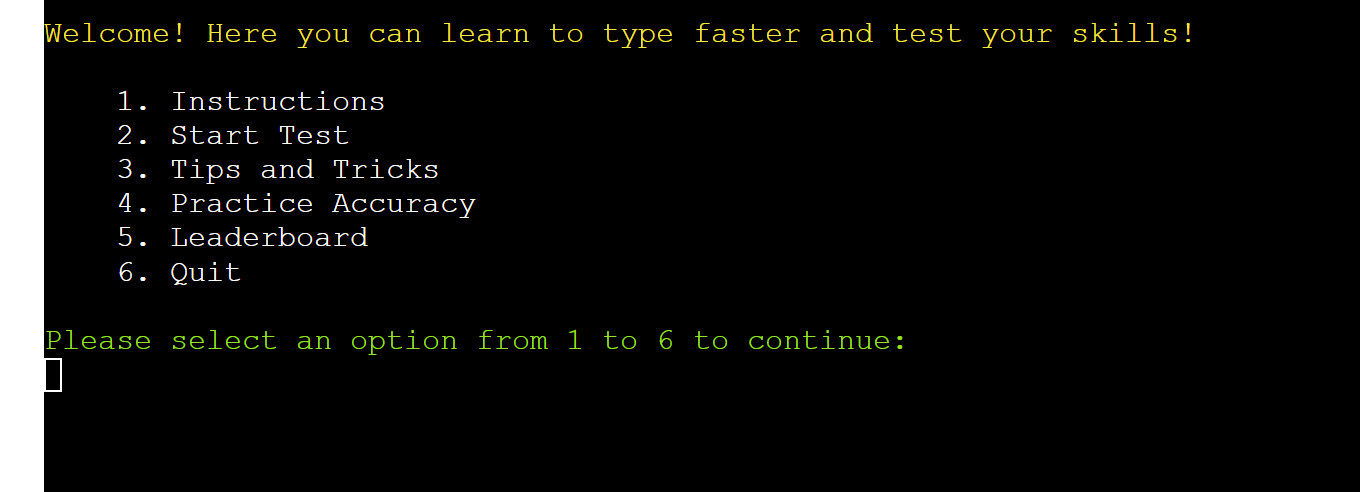 Welcome! Here you can learn to type faster and test your skills!
1. Instructions
2. Start Test
3. Tips and Tricks
4. Practice Accuracy
5. Leaderboard
6. Quit
Please select an option from 1 to 6 to continue: